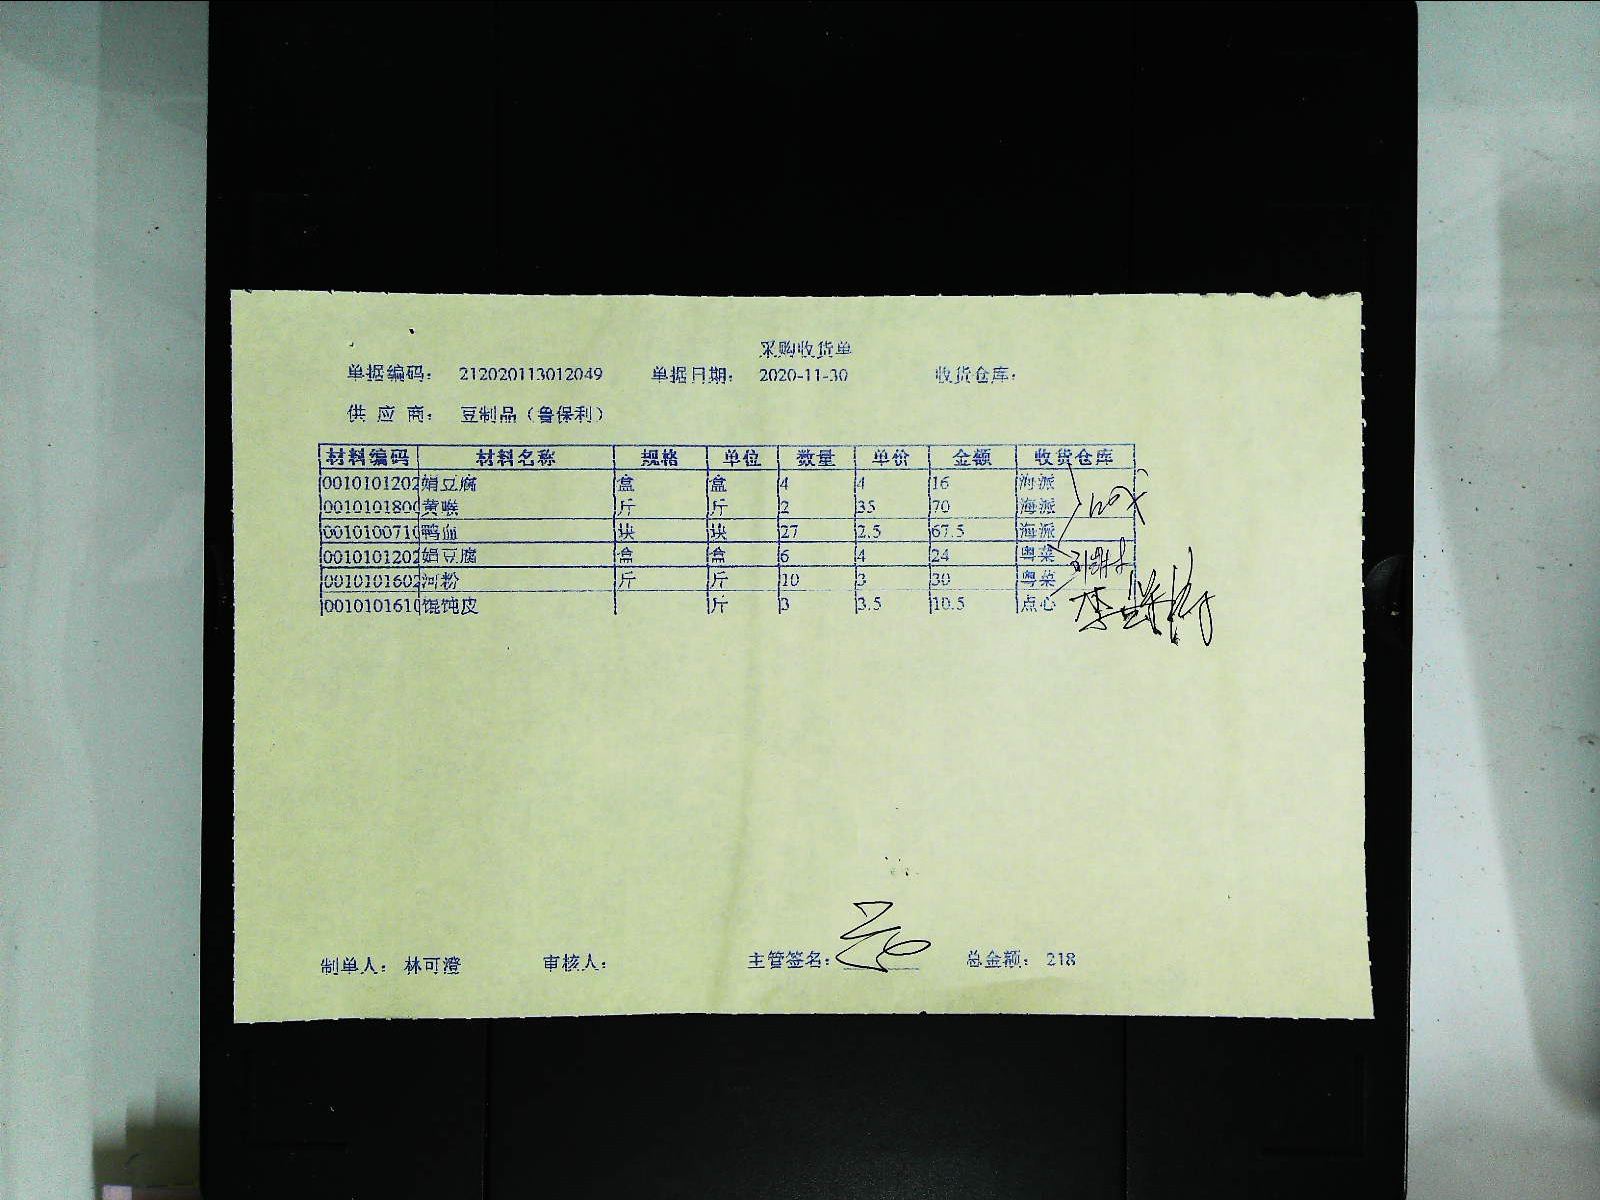 采购收货单
单据编码： 212020113012049 单据日期： 2020-11-30 收货仓库：
供 应 商： 豆制品（鲁保利）
材料编码 材料名称 规格 单位 数量 单价 金额 收货仓库
0010101202 娟豆腐 盒 盒 4 4 16 海派
001010180 黄喉 斤 斤 2 35 70 海派
001010071 鸭血 块 块 27 2.5 67.5 海派
0010101202 娟豆腐 盒 盒 6 4 24 粤菜
0010101602 河粉 斤 斤 10 3 30 粤菜
001010161 馄饨皮 斤 3 3.5 10.5 点心
制单人： 林可澄 审核人： 主管签名： 总金额： 218